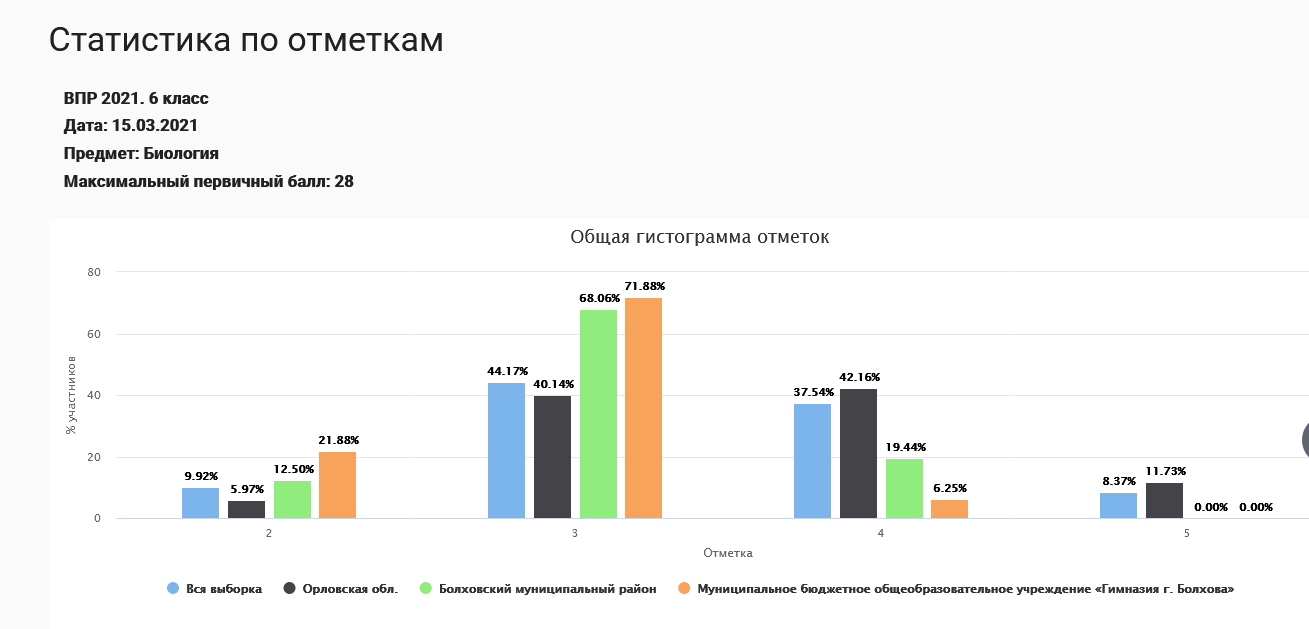 Статистика по отметкам
ВПР 2021. 6 класс
Дата: 15.03.2021
Предмет: Биология
Максимальный первичный балл: 28
Общая гистограмма отметок
% участников
80
60
40
20
0
9.92%
5.97%
12.50%
21.88%
44.17%
40.14%
68.06%
71.88%
37.54%
42.16%
19.44%
6.25%
8.37%
11.73%
0.00%
0.00%
2
3
4
5
Отметка
Вся выборка
Орловская обл.
Болховский муниципальный район
Муниципальное бюджетное общеобразовательное учреждение «Гимназия г. Болхова»